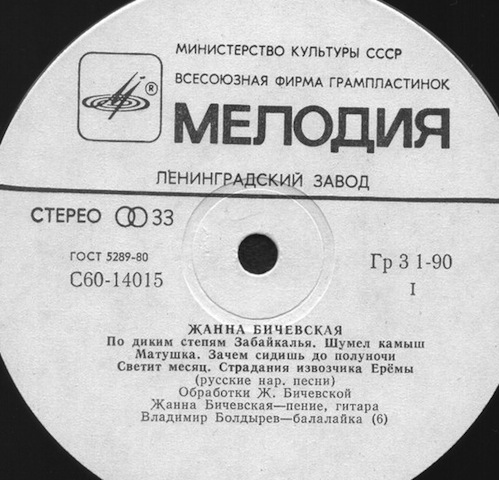 МИНИСТЕРСТВО КУЛЬТУРЫ СССР
ВСЕСОЮЗНАЯ ФИРМА ГРАМПЛАСТИНОК
®
МЕЛОДИЯ
ЛЕНИНГРАДСКИЙ ЗАВОД
СТЕРЕО 33
ГОСТ 5289-80
С60-14015
Гр 3 1-90
I
ЖАННА БИЧЕВСКАЯ
По диким степям Забайкалья. Шумел камыш
Матушка. Зачем сидишь до полуночи
Светит месяц. Страдания извозчика Ерёмы
(русские нар. песни)
Обработки Ж. Бичевской
Жанна Бичевская—пение, гитара
Владимир Болдырев—балалайка (6)